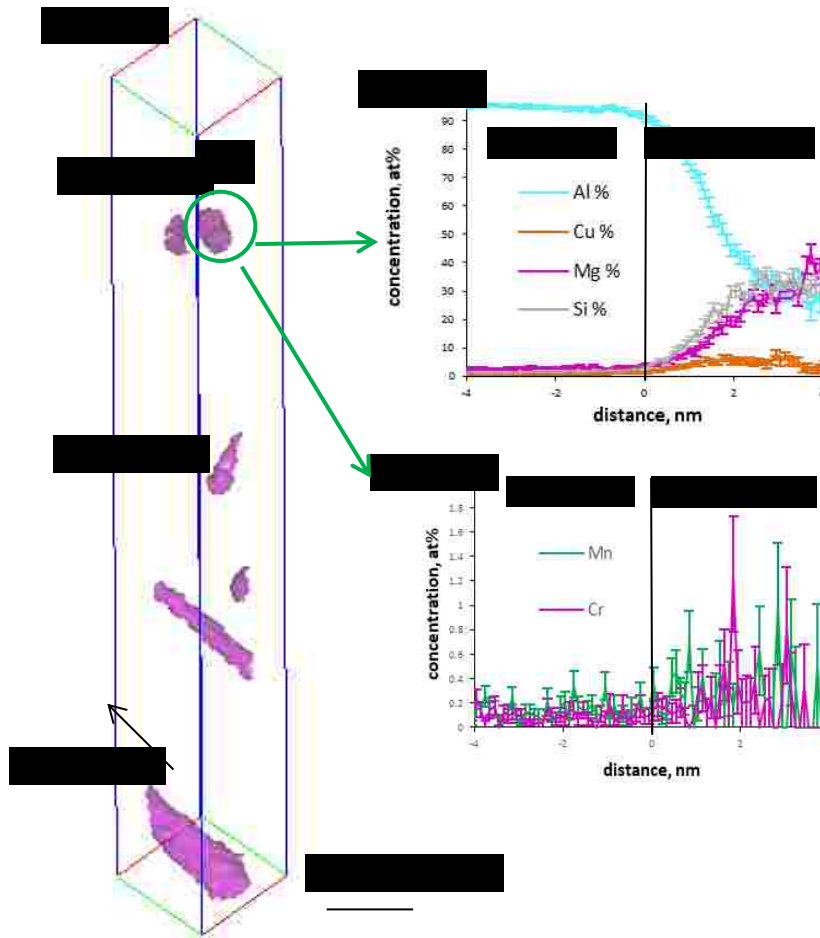 concentration, at%
90
80
70
60
50
40
30
20
10
0
Al %
Cu %
Mg %
Si %
-4
-2
0
2
distance, nm
concentration, at%
1.8
1.6
1.4
1.2
1
0.8
0.6
0.4
0.2
0
Mn
Cr
-4
-2
0
2
distance, nm